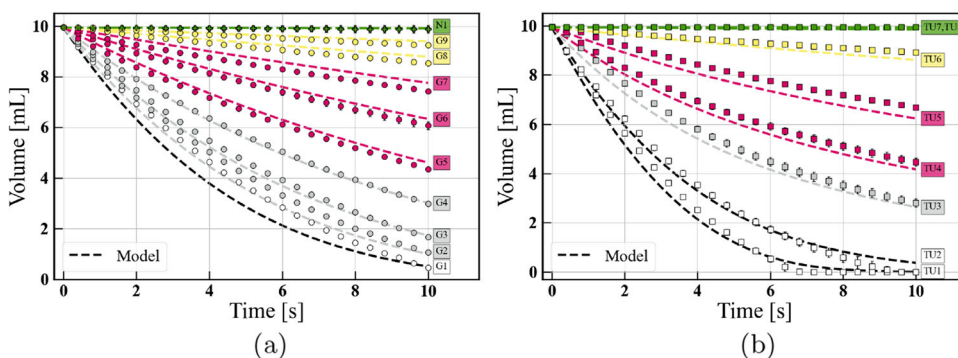 10
8
6
4
2
0
Volume [mL]
N1
G9
G8
G7
G6
G5
G4
G3
G2
G1
Model
0 2 4 6 8 10
Time [s]
(a)
10
8
6
4
2
0
Volume [mL]
TU7,TU
TU6
TU5
TU4
TU3
TU2
TU1
Model
0 2 4 6 8 10
Time [s]
(b)